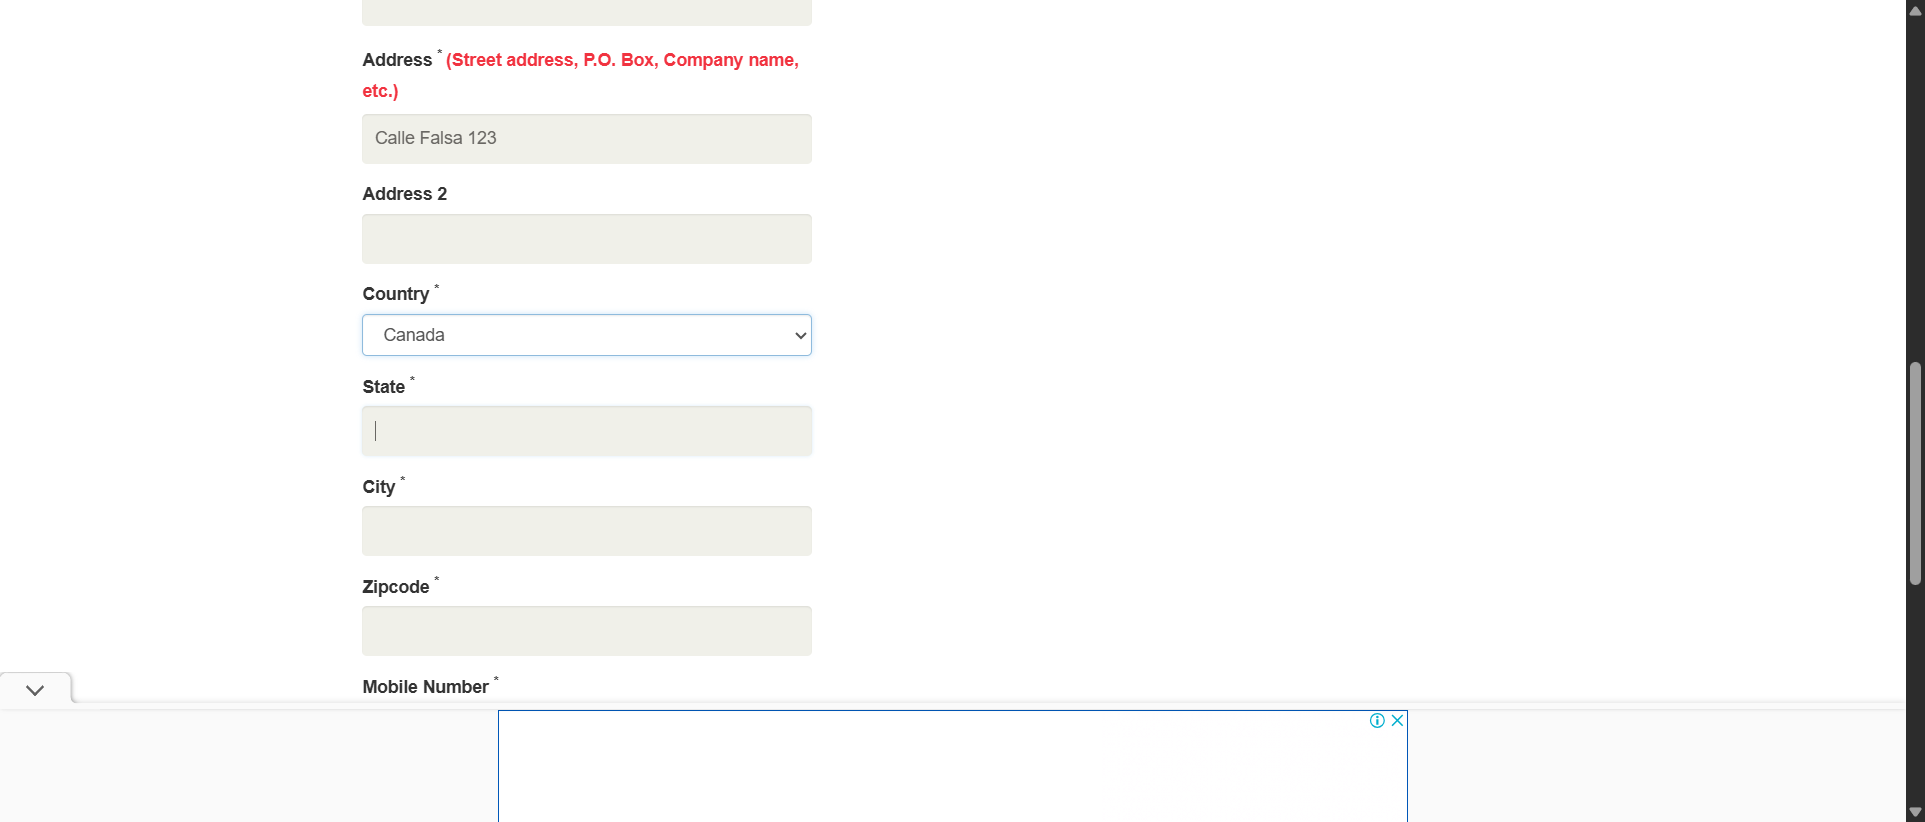 Address * (Street address, P.O. Box, Company name,
etc.)
Calle Falsa 123
Address 2
Country *
Canada
State *
City *
Zipcode *
Mobile Number *